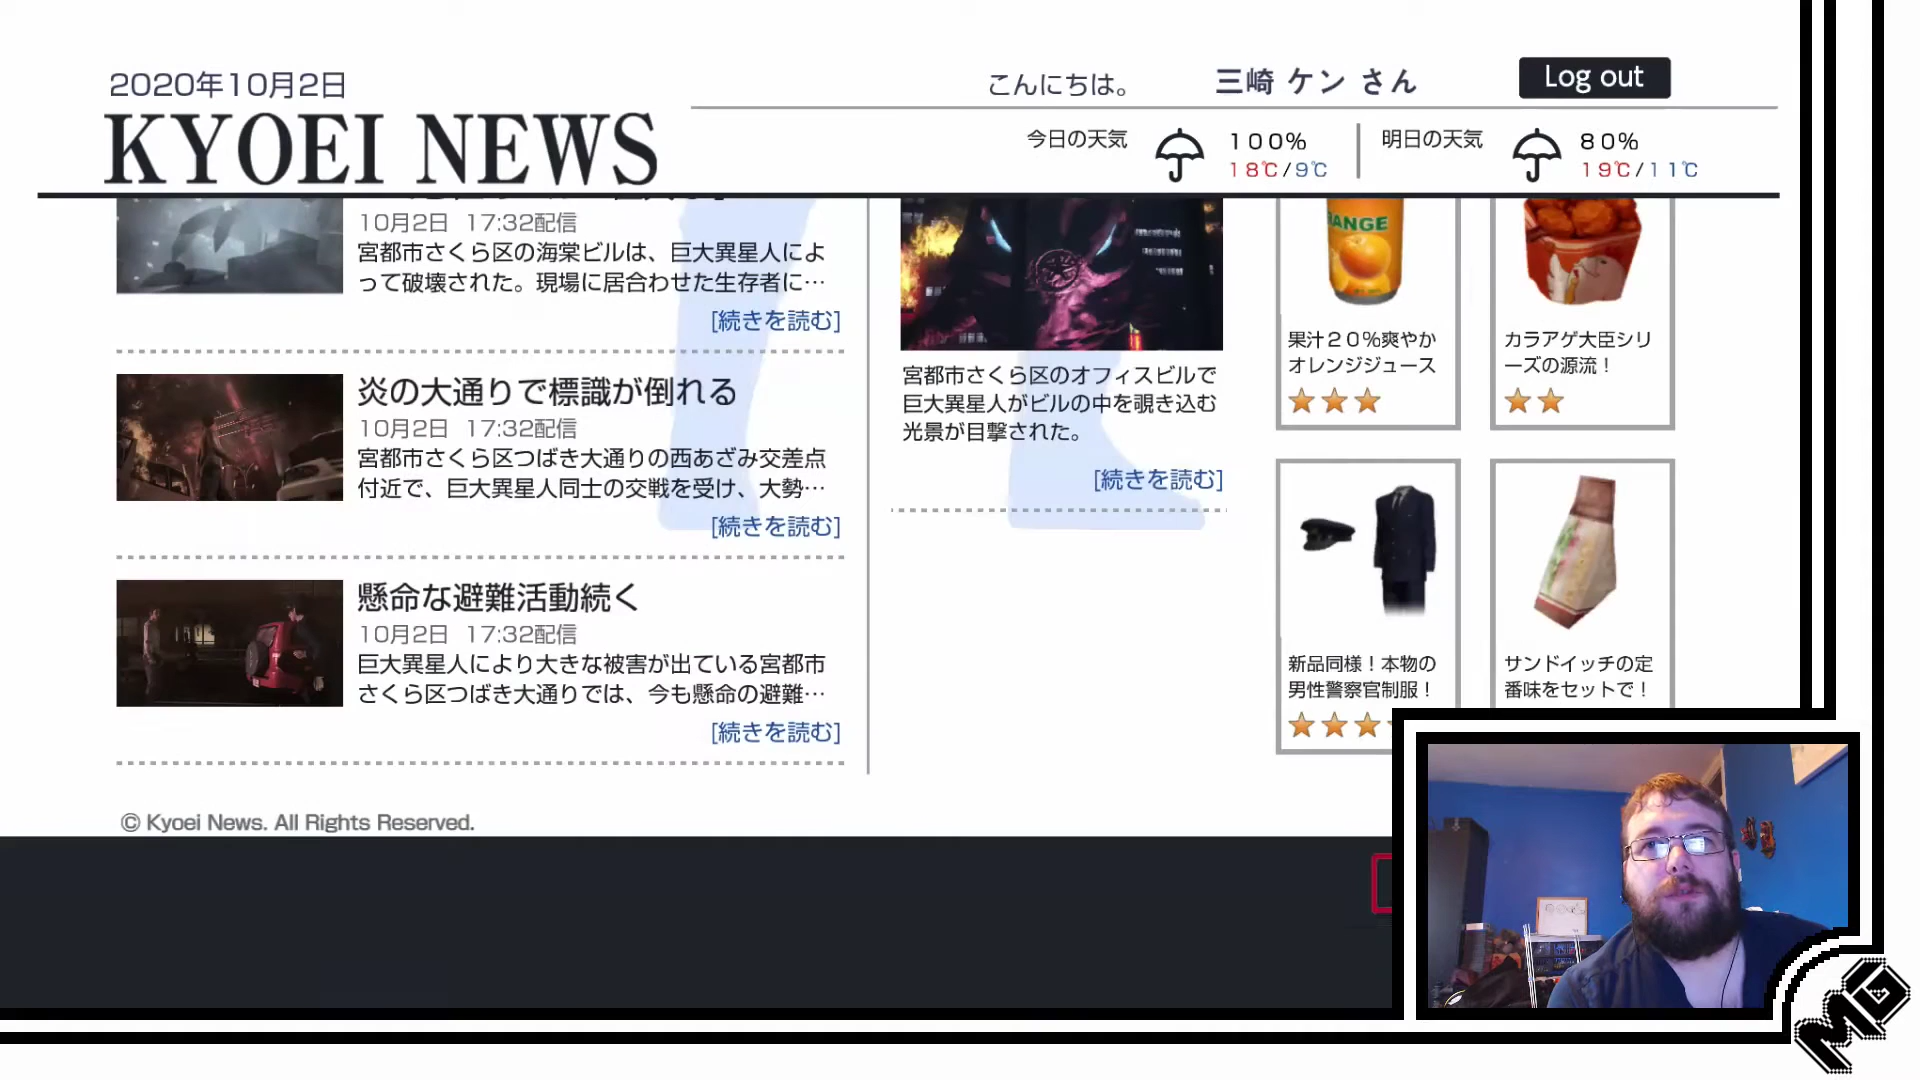 2020年10月2日
こんにちは。 三崎 ケン さん
Log out
KYOEI NEWS
今日の天気 100% 18℃/9℃
明日の天気 80% 19℃/11℃
10月2日 17:32配信
宮都市さくら区の海棠ビルは、巨大異星人によ
って破壊された。現場に居合わせた生存者に…
[続きを読む]
炎の大通りで標識が倒れる
10月2日 17:32配信
宮都市さくら区つばき大通りの西あざみ交差点
付近で、巨大異星人同士の交戦を受け、大勢…
[続きを読む]
懸命な避難活動続く
10月2日 17:32配信
巨大異星人により大きな被害が出ている宮都市
さくら区つばき大通りでは、今も懸命の避難…
[続きを読む]
宮都市さくら区のオフィスビルで
巨大異星人がビルの中を覗き込む
光景が目撃された。
[続きを読む]
果汁20%爽やか
オレンジジュース
カラアゲ大臣シリ
ーズの源流！
新品同様！本物の
男性警察官制服！
サンドイッチの定
番味をセットで！
© Kyoei News. All Rights Reserved.
MG